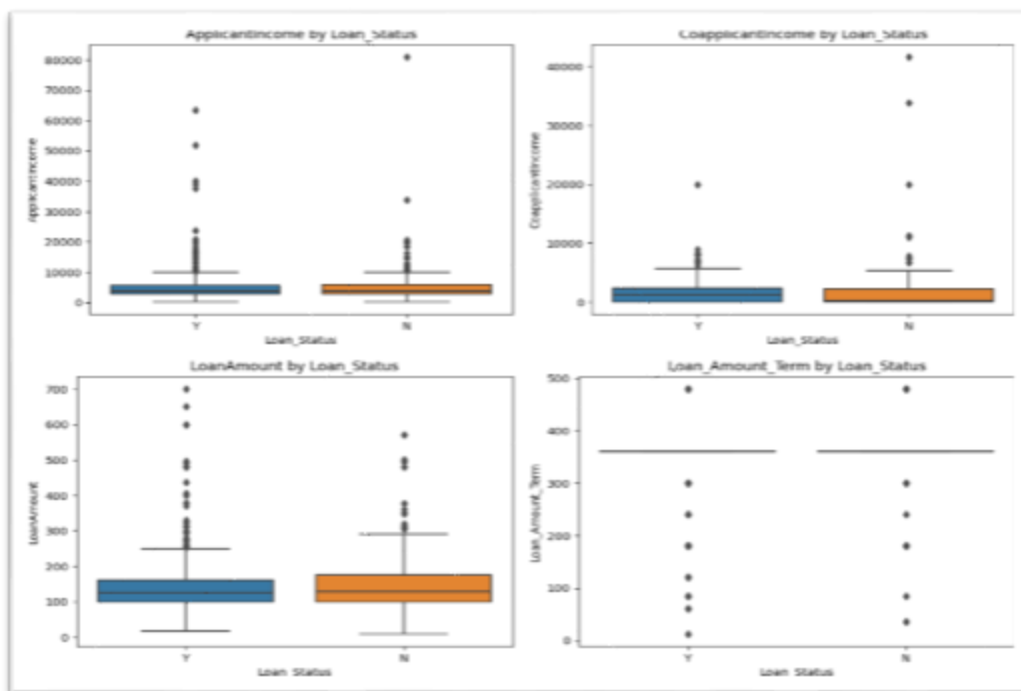 ApplicantIncome by Loan_Status
80000
70000
60000
50000
40000
30000
20000
10000
0
ApplicantIncome
Y N
Loan_Status
CoapplicantIncome by Loan_Status
40000
30000
20000
10000
0
CoapplicantIncome
Y N
Loan_Status
LoanAmount by Loan_Status
700
600
500
400
300
200
100
0
LoanAmount
Y N
Loan_Status
Loan_Amount_Term by Loan_Status
500
400
300
200
100
0
Loan_Amount_Term
Y N
Loan_Status